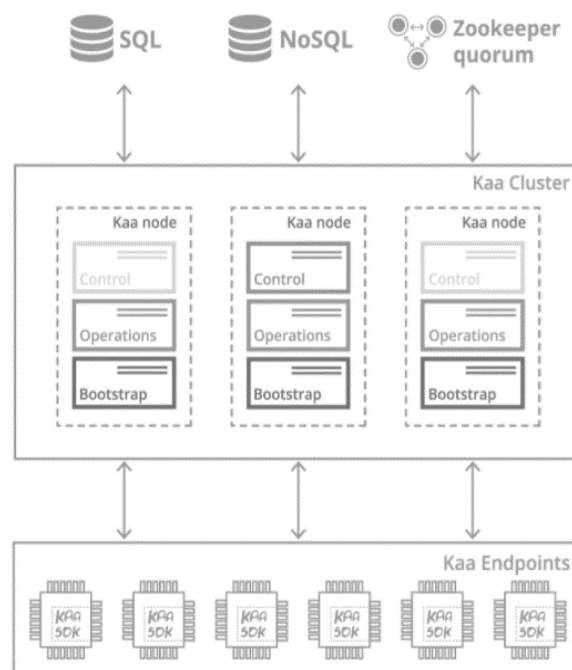 SQL
NoSQL
Zookeeper
quorum
Kaa Cluster
Kaa node
Control
Operations
Bootstrap
Kaa node
Control
Operations
Bootstrap
Kaa node
Control
Operations
Bootstrap
Kaa Endpoints
KAA
SDK
KAA
SDK
KAA
SDK
KAA
SDK
KAA
SDK
KAA
SDK